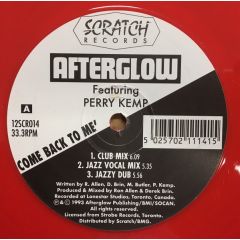 SCRATCH
RECORDS
AFTERGLOW
Featuring
PERRY KEMP
A
12SCR014
33.3RPM
5 025702 111415
'COME BACK TO ME'
1. CLUB MIX 6.09
2. JAZZ VOCAL MIX 5.35
3. JAZZY DUB 5.56
Written by R. Allen, D. Brin, M. Butler, P. Kemp.
Produced & Mixed by Ron Allen & Derek Brin.
Recorded at Lonestar Studios, Toronto, Canada.
℗ & © 1993 Afterglow Publishing/BMI/SOCAN.
All Rights Reserved.
Licensed from Strobe Records, Toronto.
Distributed by Scratch/BMG.